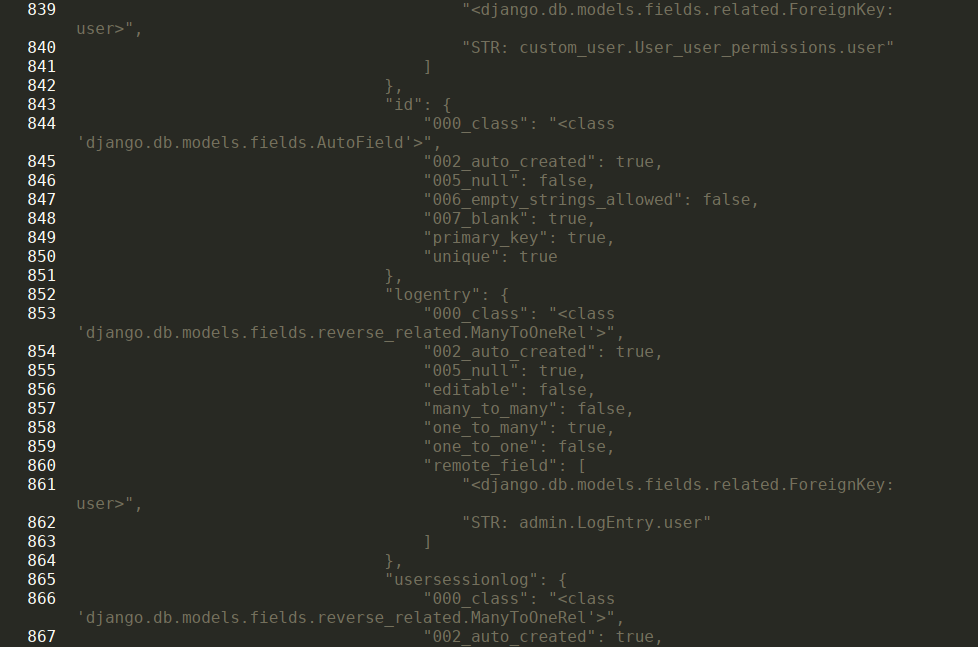 839                                         "<django.db.models.fields.related.ForeignKey:
user>",
840                                         "STR: custom_user.User_user_permissions.user"
841                                     ]
842                                 },
843                                 "id": {
844                                     "000_class": "<class
'django.db.models.fields.AutoField'>",
845                                     "002_auto_created": true,
846                                     "005_null": false,
847                                     "006_empty_strings_allowed": false,
848                                     "007_blank": true,
849                                     "primary_key": true,
850                                     "unique": true
851                                 },
852                                 "logentry": {
853                                     "000_class": "<class
'django.db.models.fields.reverse_related.ManyToOneRel'>",
854                                     "002_auto_created": true,
855                                     "005_null": true,
856                                     "editable": false,
857                                     "many_to_many": false,
858                                     "one_to_many": true,
859                                     "one_to_one": false,
860                                     "remote_field": [
861                                         "<django.db.models.fields.related.ForeignKey:
user>",
862                                         "STR: admin.LogEntry.user"
863                                     ]
864                                 },
865                                 "usersessionlog": {
866                                     "000_class": "<class
'django.db.models.fields.reverse_related.ManyToOneRel'>",
867                                     "002_auto_created": true,